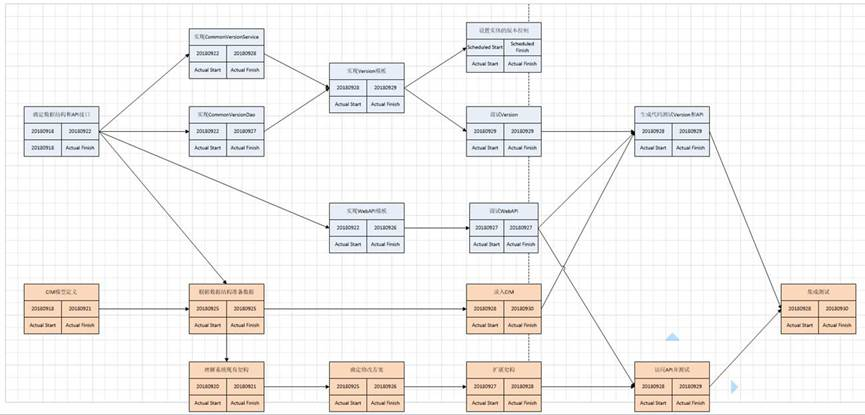 实现CommonVersionService
20180922 20180928
Actual Start Actual Finish
设置实体的版本控制
Scheduled Start Scheduled Finish
Actual Start Actual Finish
实现Version模板
20180928 20180929
Actual Start Actual Finish
确定数据结构和API接口
20180918 20180922
20180918 Actual Finish
实现CommonVersionDao
20180922 20180927
Actual Start Actual Finish
调试Version
20180929 20180929
Actual Start Actual Finish
生成代码测试Version和API
20180928 20180929
Actual Start Actual Finish
实现WebAPI模板
20180922 20180926
Actual Start Actual Finish
调试WebAPI
20180927 20180927
Actual Start Actual Finish
CIM模型定义
20180918 20180921
Actual Start Actual Finish
根据数据结构准备数据
20180925 20180925
Actual Start Actual Finish
录入CIM
20180928 20180930
Actual Start Actual Finish
集成测试
20180928 20180930
Actual Start Actual Finish
理解系统现有架构
20180920 20180921
Actual Start Actual Finish
确定修改方案
20180925 20180926
Actual Start Actual Finish
扩展架构
20180927 20180928
Actual Start Actual Finish
访问API并测试
20180928 20180929
Actual Start Actual Finish